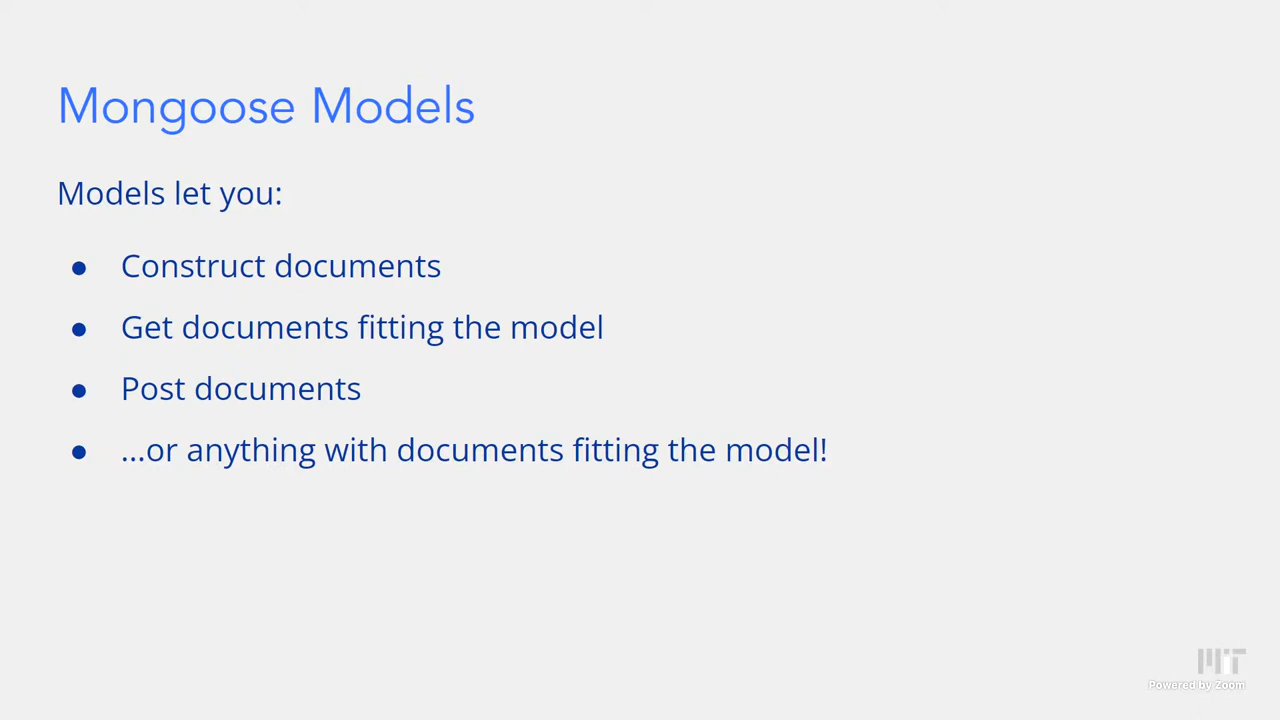 Mongoose Models
Models let you:
● Construct documents
● Get documents fitting the model
● Post documents
● ...or anything with documents fitting the model!
MIT
Powered by Zoom